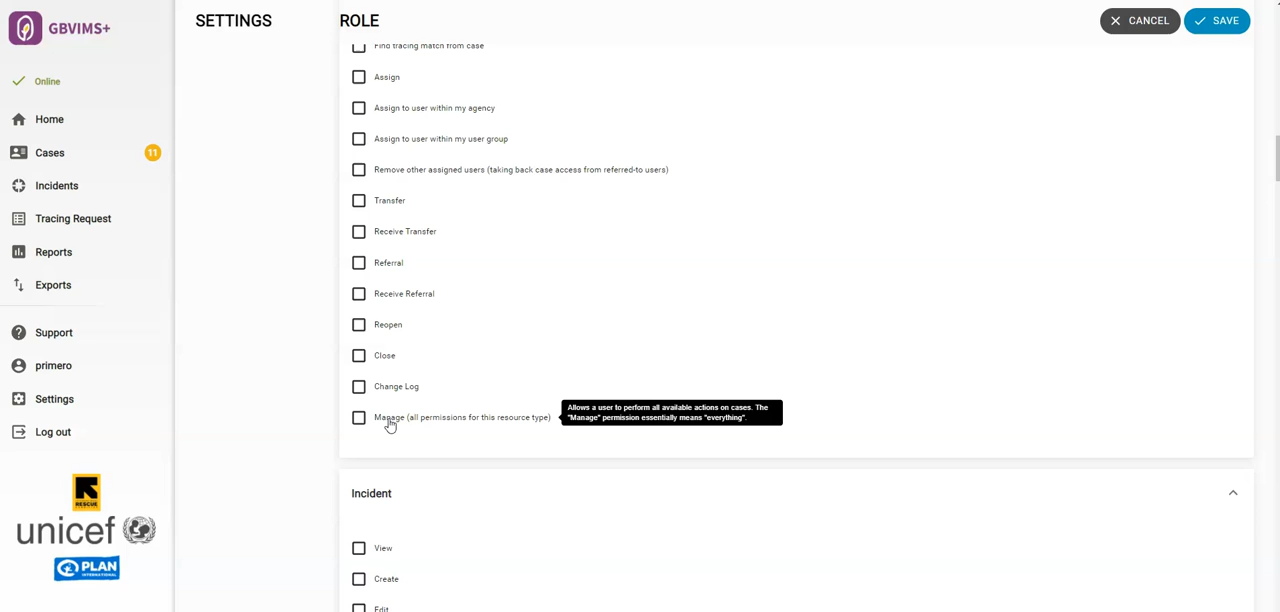 GBVIMS+
SETTINGS
ROLE
CANCEL
SAVE
Online
Home
Cases
11
Incidents
Tracing Request
Reports
Exports
Support
primero
Settings
Log out
RESCUE
unicef
PLAN
INTERNATIONAL
Find tracing match from case
Assign
Assign to user within my agency
Assign to user within my user group
Remove other assigned users (taking back case access from referred-to users)
Transfer
Receive Transfer
Referral
Receive Referral
Reopen
Close
Change Log
Manage (all permissions for this resource type)
Allows a user to perform all available actions on cases. The
"Manage" permission essentially means "everything".
Incident
View
Create
Edit